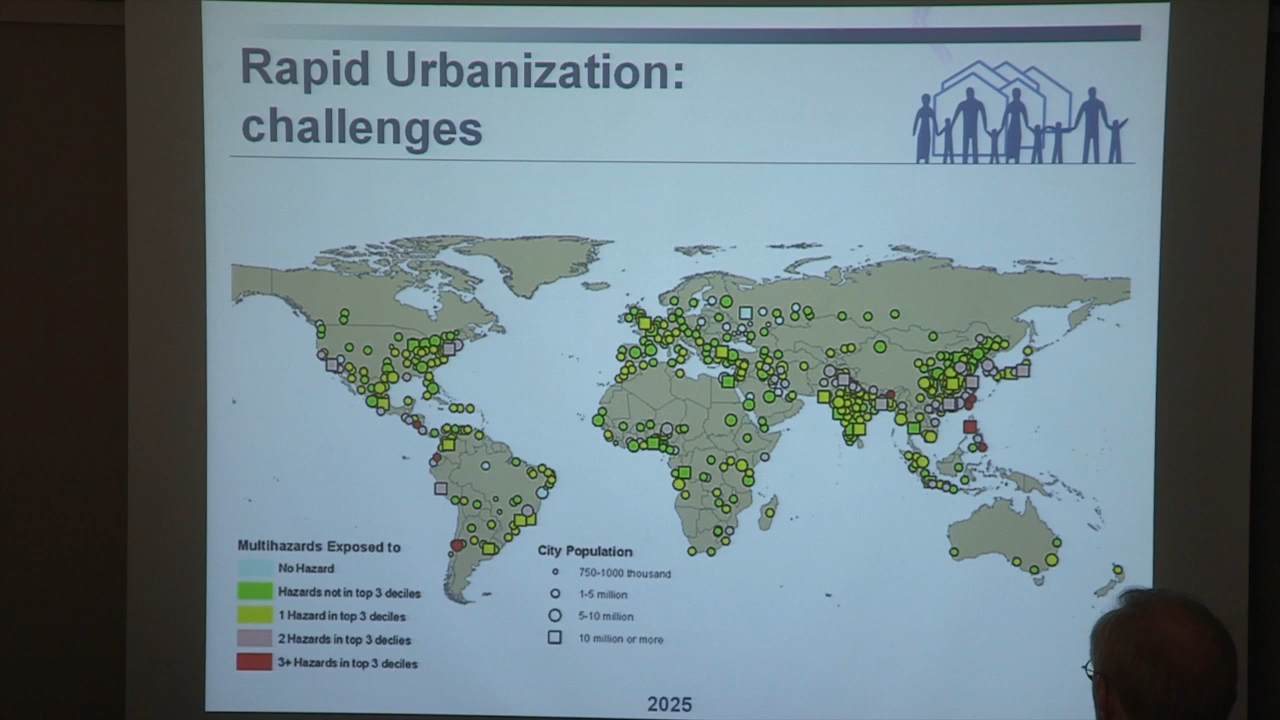 Rapid Urbanization:
challenges
Multihazards Exposed to
No Hazard
Hazards not in top 3 deciles
1 Hazard in top 3 deciles
2 Hazards in top 3 declies
3+ Hazards in top 3 deciles
City Population
750-1000 thousand
1-5 million
5-10 million
10 million or more
2025